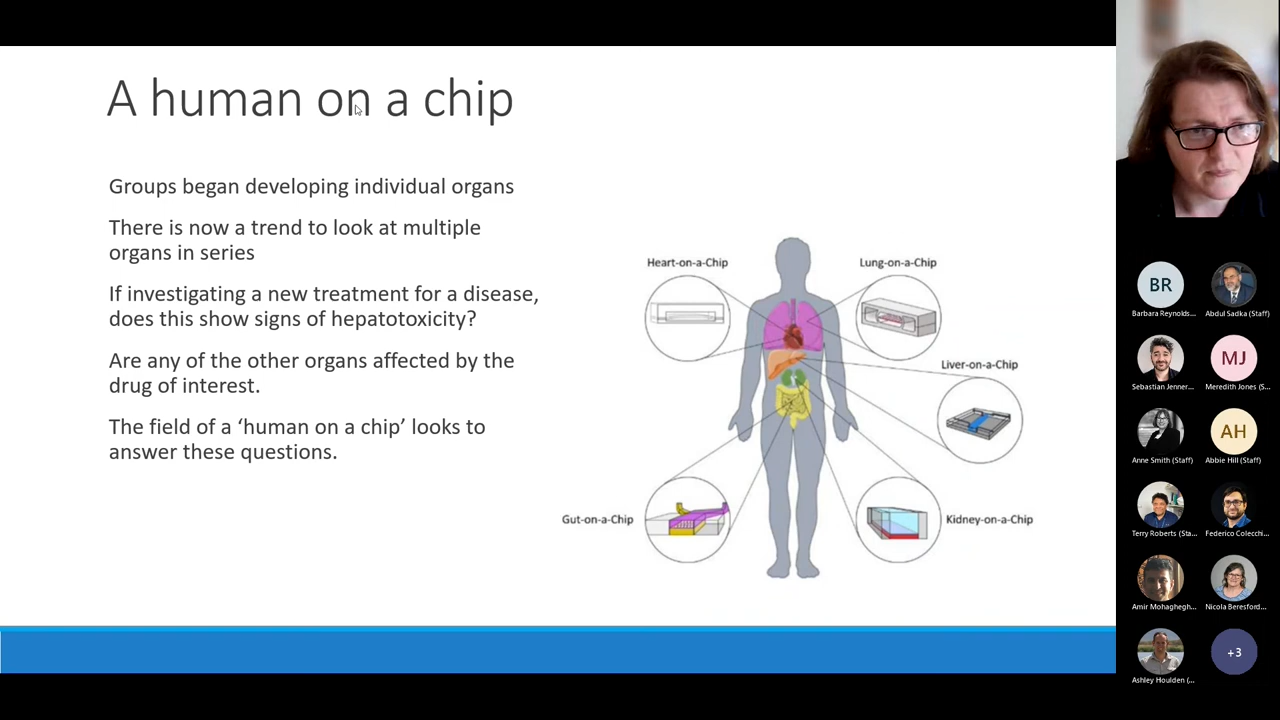 A human on a chip
Groups began developing individual organs
There is now a trend to look at multiple
organs in series
If investigating a new treatment for a disease,
does this show signs of hepatotoxicity?
Are any of the other organs affected by the
drug of interest.
The field of a ‘human on a chip’ looks to
answer these questions.
Heart-on-a-Chip
Lung-on-a-Chip
Liver-on-a-Chip
Gut-on-a-Chip
Kidney-on-a-Chip
BR
Barbara Reynolds...
Abdul Sadka (Staff)
Sebastian Jenner...
MJ
Meredith Jones (S...
Anne Smith (Staff)
AH
Abbie Hill (Staff)
Terry Roberts (Sta...
Federico Colecchi...
Amir Mohaghegh...
Nicola Beresford...
Ashley Houlden (...
+3